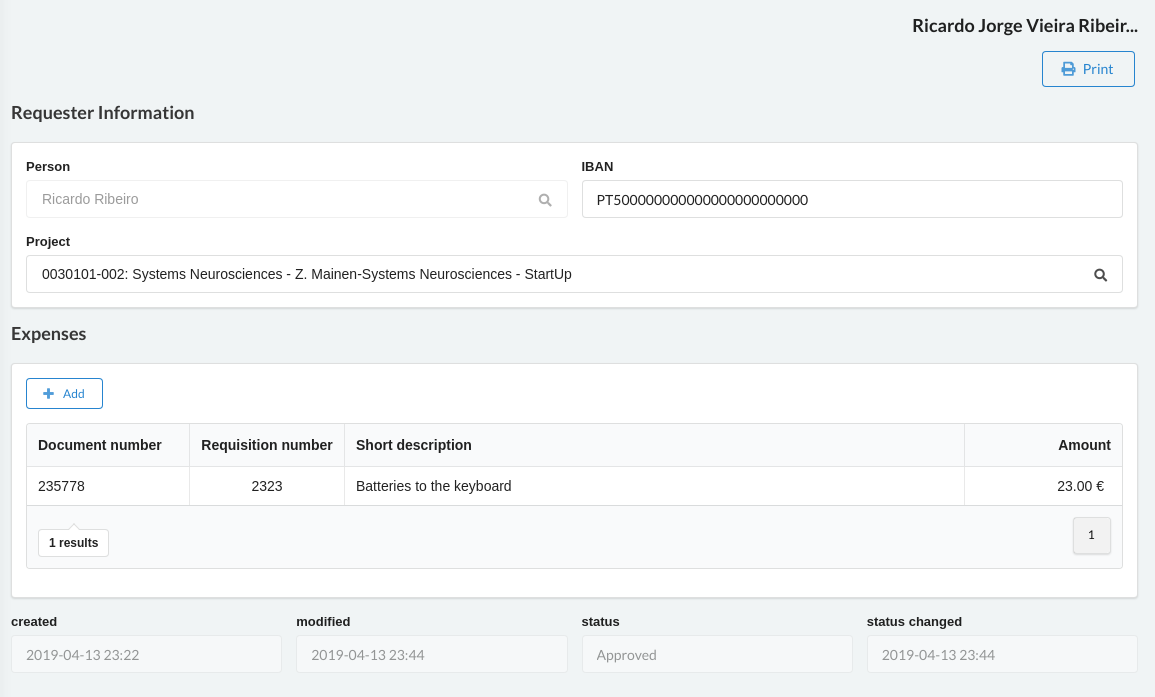 Ricardo Jorge Vieira Ribeir...
Print
Requester Information
Person
IBAN
Ricardo Ribeiro
PT50000000000000000000000
Project
0030101-002: Systems Neurosciences - Z. Mainen-Systems Neurosciences - StartUp
Expenses
Add
Document number Requisition number Short description Amount
235778 2323 Batteries to the keyboard 23.00 €
1 results
1
created modified status status changed
2019-04-13 23:22 2019-04-13 23:44 Approved 2019-04-13 23:44